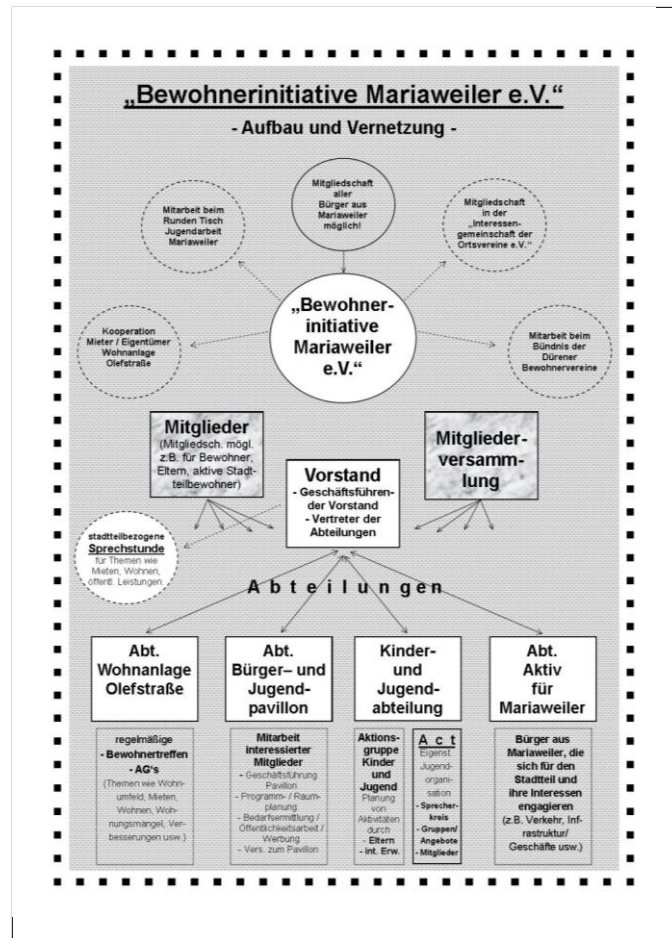 „Bewohnerinitiative Mariaweiler e.V.“
- Aufbau und Vernetzung -
Mitgliedschaft
aller
Bürger aus
Mariaweiler
möglich!
Mitarbeit beim
Runden Tisch
Jugendarbeit
Mariaweiler
Mitgliedschaft
in der
„Interessen-
gemeinschaft der
Ortsvereine e.V.“
„Bewohner-
initiative
Mariaweiler
e.V.“
Kooperation
Mieter / Eigentümer
Wohnanlage
Olefstraße
Mitarbeit beim
Bündnis der
Dürener
Bewohnervereine
Mitglieder
(Mitgliedsch. mögl.
z.B. für Bewohner,
Eltern, aktive Stadt-
teilbewohner)
Mitglieder-
versamm-
lung
Vorstand
- Geschäftsführen-
der Vorstand
- Vertreter der
Abteilungen
stadtteilbezogene
Sprechstunde
für Themen wie
Mieten, Wohnen,
öffentl. Leistungen.
Abteilungen
Abt.
Wohnanlage
Olefstraße
Abt.
Bürger– und
Jugend-
pavillon
Kinder-
und
Jugend-
abteilung
Abt.
Aktiv
für
Mariaweiler
regelmäßige
- Bewohnertreffen
- AG's
(Themen wie Wohn-
umfeld, Mieten,
Wohnen, Woh-
nungsmängel, Ver-
besserungen usw.)
Mitarbeit
interessierter
Mitglieder
- Geschäftsführung
Pavillon
- Programm- / Raum-
planung
- Bedarfsermittlung /
Öffentlichkeitsarbeit /
Werbung
- Vers. zum Pavillon
Aktions-
gruppe
Kinder
und
Jugend
Planung
von
Aktivitäten
durch
- Eltern
- int. Erw.
Act
Eigenst.
Jugend-
organi-
sation
- Sprecher-
kreis
- Gruppen/
Angebote
- Mitglieder
Bürger aus
Mariaweiler, die
sich für den
Stadtteil und
ihre Interessen
engagieren
(z.B. Verkehr, Inf-
rastruktur/
Geschäfte usw.)